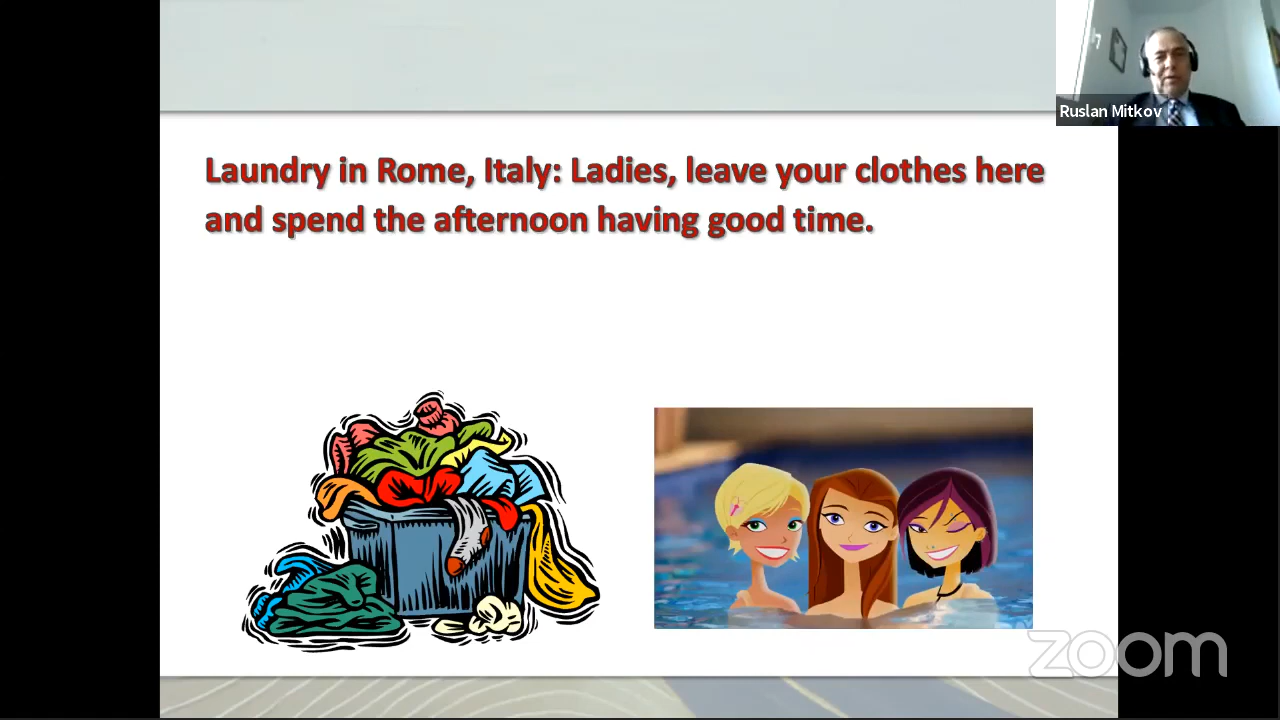 Ruslan Mitkov
Laundry in Rome, Italy: Ladies, leave your clothes here
and spend the afternoon having good time.
zoom